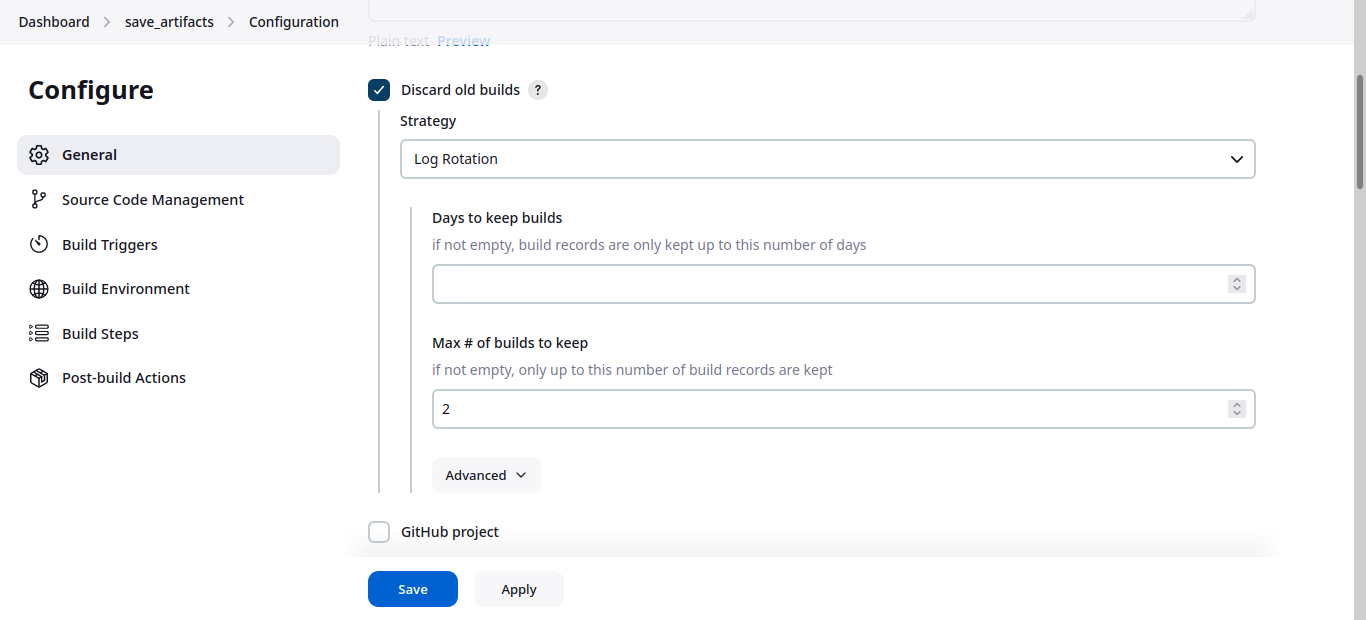 Dashboard > save_artifacts > Configuration
Plain text Preview
Configure
General
Source Code Management
Build Triggers
Build Environment
Build Steps
Post-build Actions
Discard old builds ?
Strategy
Log Rotation
Days to keep builds
if not empty, build records are only kept up to this number of days
Max # of builds to keep
if not empty, only up to this number of build records are kept
2
Advanced
GitHub project
Save Apply